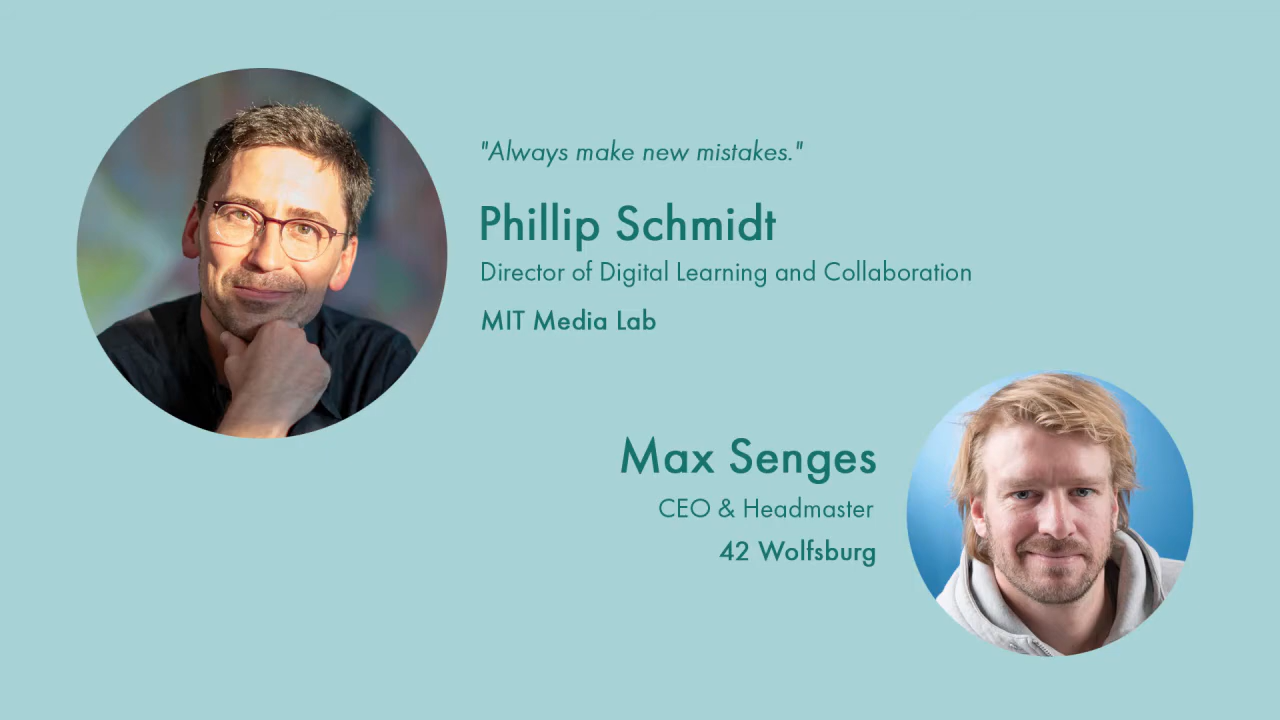 "Always make new mistakes."
Phillip Schmidt
Director of Digital Learning and Collaboration
MIT Media Lab
Max Senges
CEO & Headmaster
42 Wolfsburg